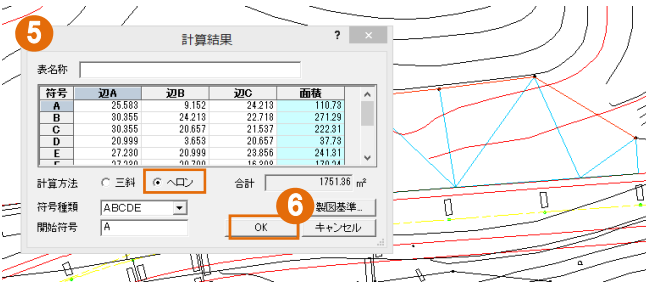 5
計算結果 ? ×
表名称
符号 辺A 辺B 辺C 面積
A 25.583 9.152 24.213 110.73
B 30.355 24.213 22.718 271.29
C 30.355 20.657 21.537 222.31
D 20.999 3.653 20.657 37.73
E 27.230 20.999 23.856 241.31
計算方法 三斜 ヘロン 合計 1751.36 m²
符号種類 ABCDE 6 製図基準...
開始符号 A OK キャンセル